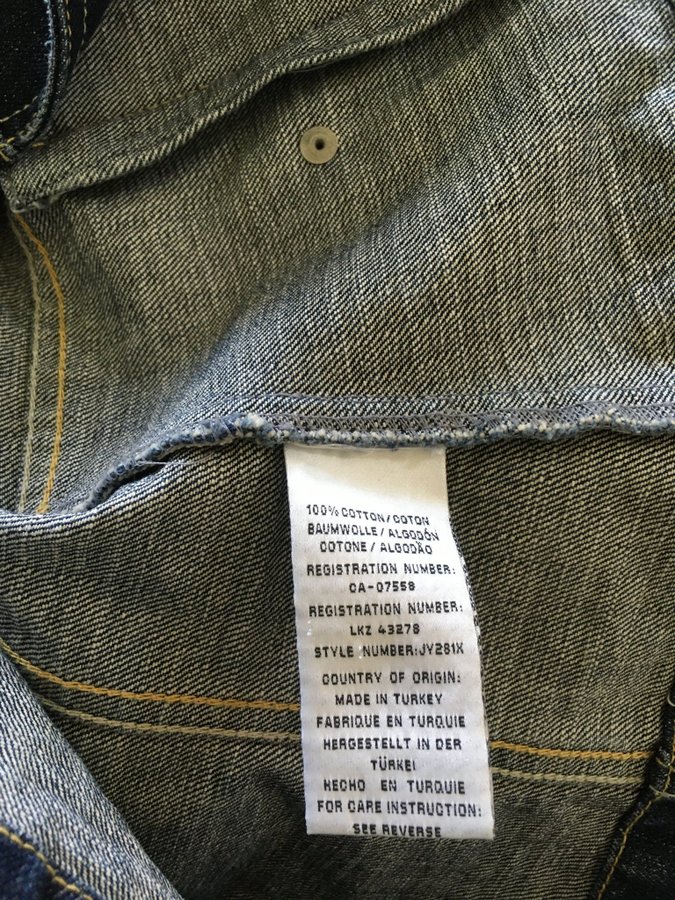 100% COTTON/COTON
BAUMWOLLE/ALGODÓN
COTONE/ALGODÃO
REGISTRATION NUMBER:
CA-07558
REGISTRATION NUMBER:
LKZ 43278
STYLE NUMBER:JY281X
COUNTRY OF ORIGIN:
MADE IN TURKEY
FABRIQUE EN TURQUIE
HERGESTELLT IN DER
TÜRKEI
HECHO EN TURQUIE
FOR CARE INSTRUCTION:
SEE REVERSE